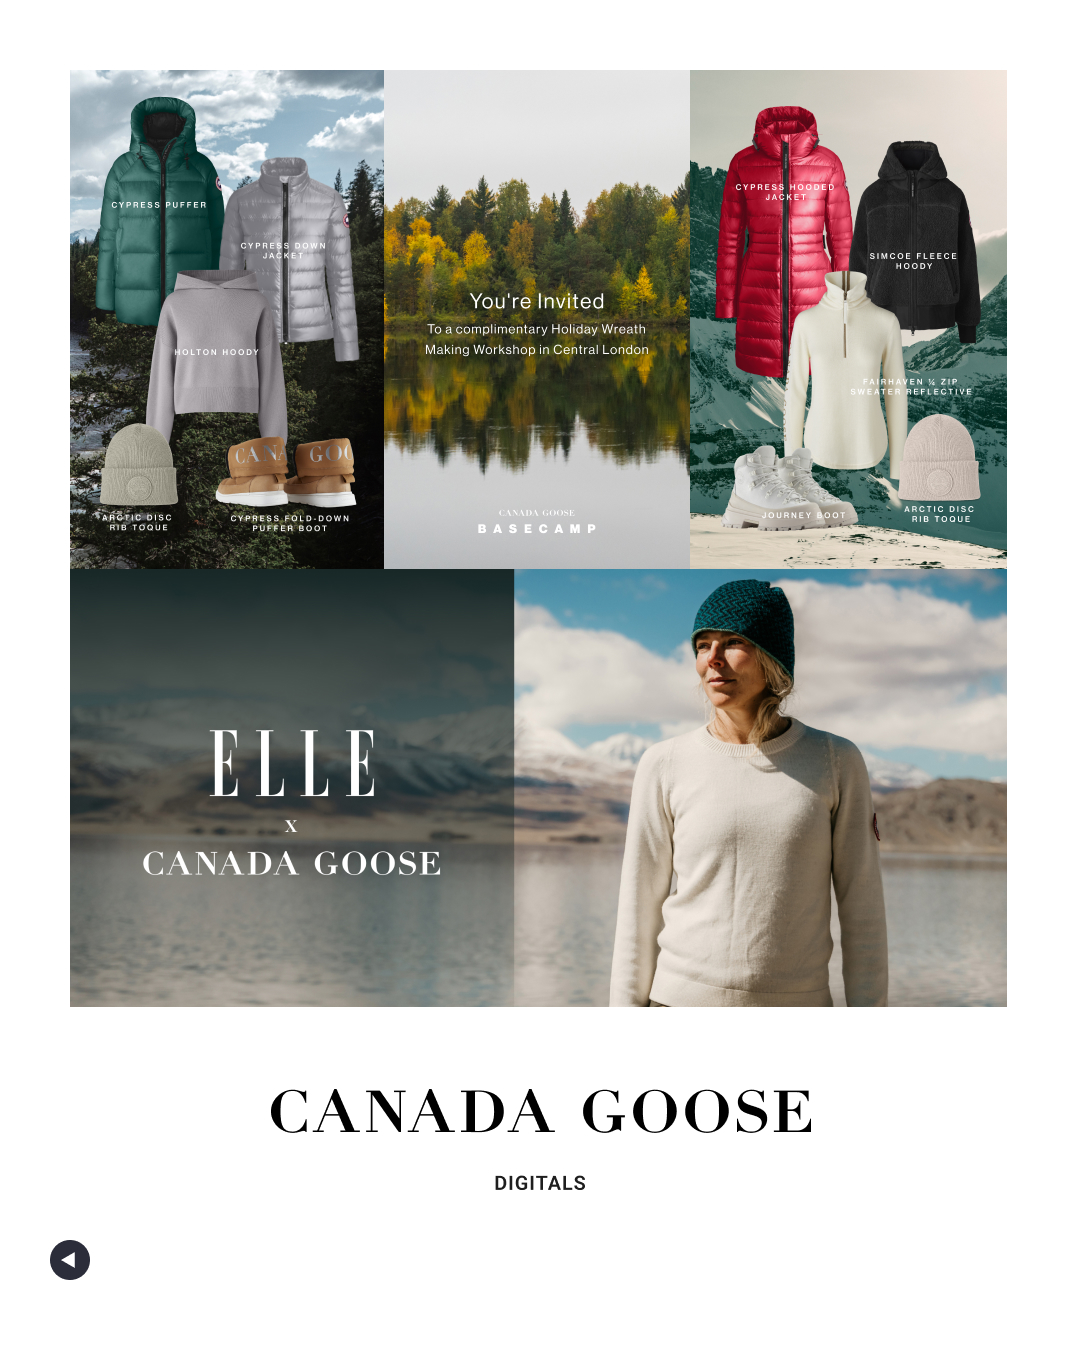 CYPRESS PUFFER
CYPRESS DOWN
JACKET
HOLTON HOODY
CANA GOO
ARCTIC DISC
RIB TOQUE
CYPRESS FOLD-DOWN
PUFFER BOOT
You're Invited
To a complimentary Holiday Wreath
Making Workshop in Central London
CANADA GOOSE
BASECAMP
CYPRESS HOODED
JACKET
SIMCOE FLEECE
HOODY
FAIRHAVEN ¼ ZIP
SWEATER REFLECTIVE
JOURNEY BOOT
ARCTIC DISC
RIB TOQUE
ELLE
x
CANADA GOOSE
CANADA GOOSE
DIGITALS